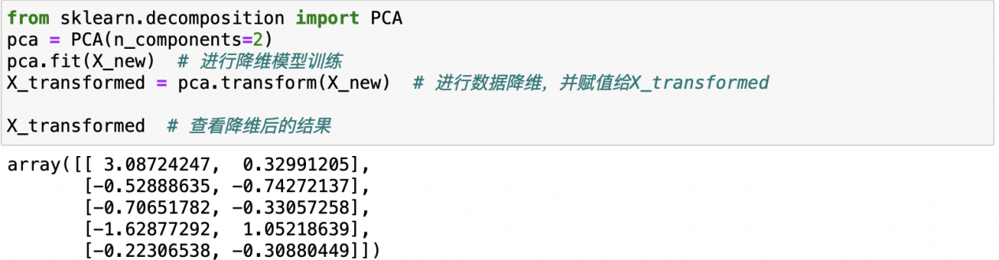 from sklearn.decomposition import PCA
pca = PCA(n_components=2)
pca.fit(X_new)  # 进行降维模型训练
X_transformed = pca.transform(X_new)  # 进行数据降维，并赋值给X_transformed

X_transformed  # 查看降维后的结果
array([[ 3.08724247,  0.32991205],
       [-0.52888635, -0.74272137],
       [-0.70651782, -0.33057258],
       [-1.62877292,  1.05218639],
       [-0.22306538, -0.30880449]])